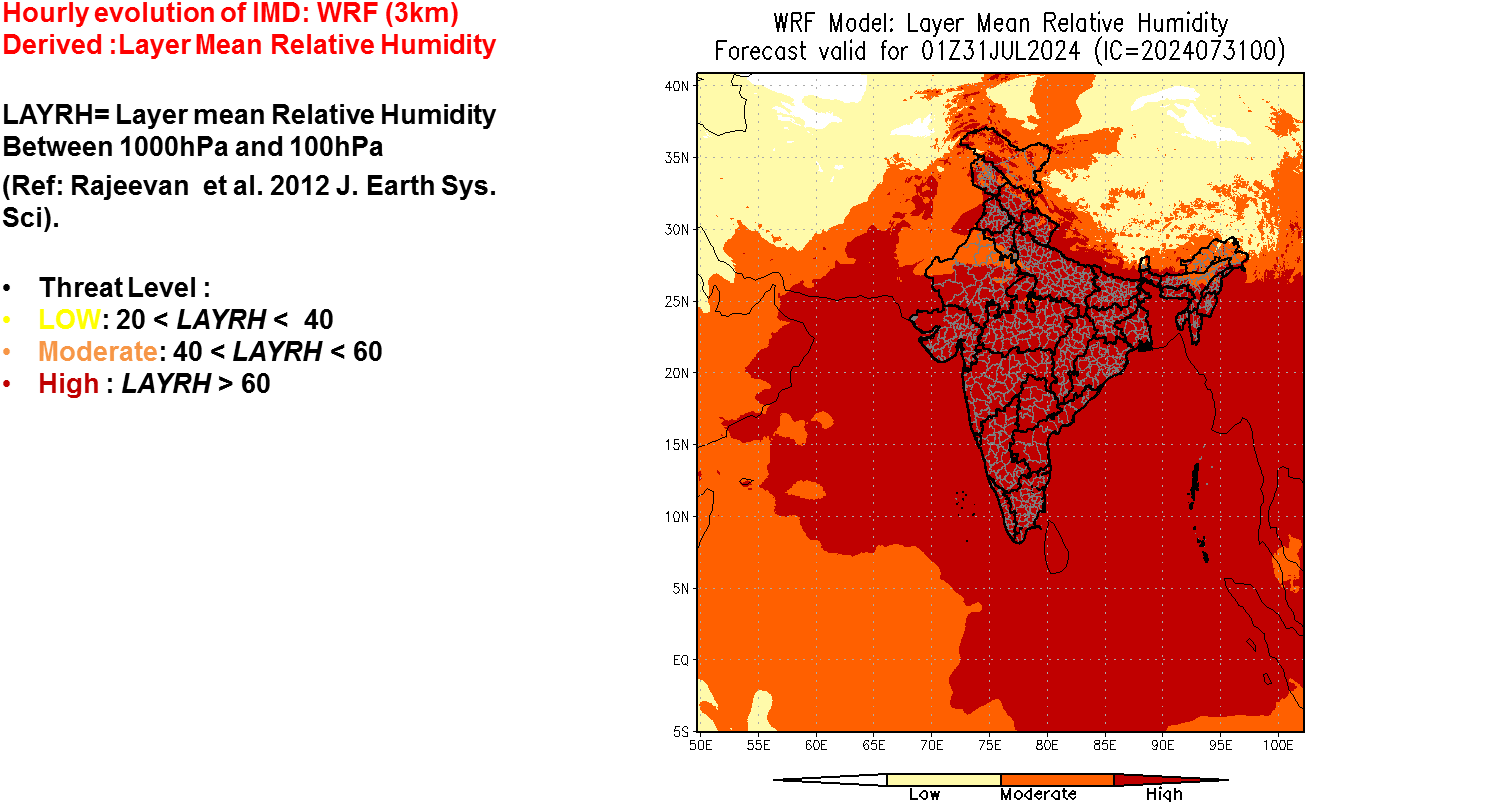 Hourly evolution of IMD: WRF (3km)
Derived :Layer Mean Relative Humidity
LAYRH= Layer mean Relative Humidity
Between 1000hPa and 100hPa
(Ref: Rajeevan et al. 2012 J. Earth Sys.
Sci).
• Threat Level :
• LOW: 20 < LAYRH < 40
• Moderate: 40 < LAYRH < 60
• High : LAYRH > 60
WRF Model: Layer Mean Relative Humidity
Forecast valid for 01Z31JUL2024 (IC=2024073100)
40N
35N
30N
25N
20N
15N
10N
5N
EQ
5S
50E 55E 60E 65E 70E 75E 80E 85E 90E 95E 100E
Low Moderate High